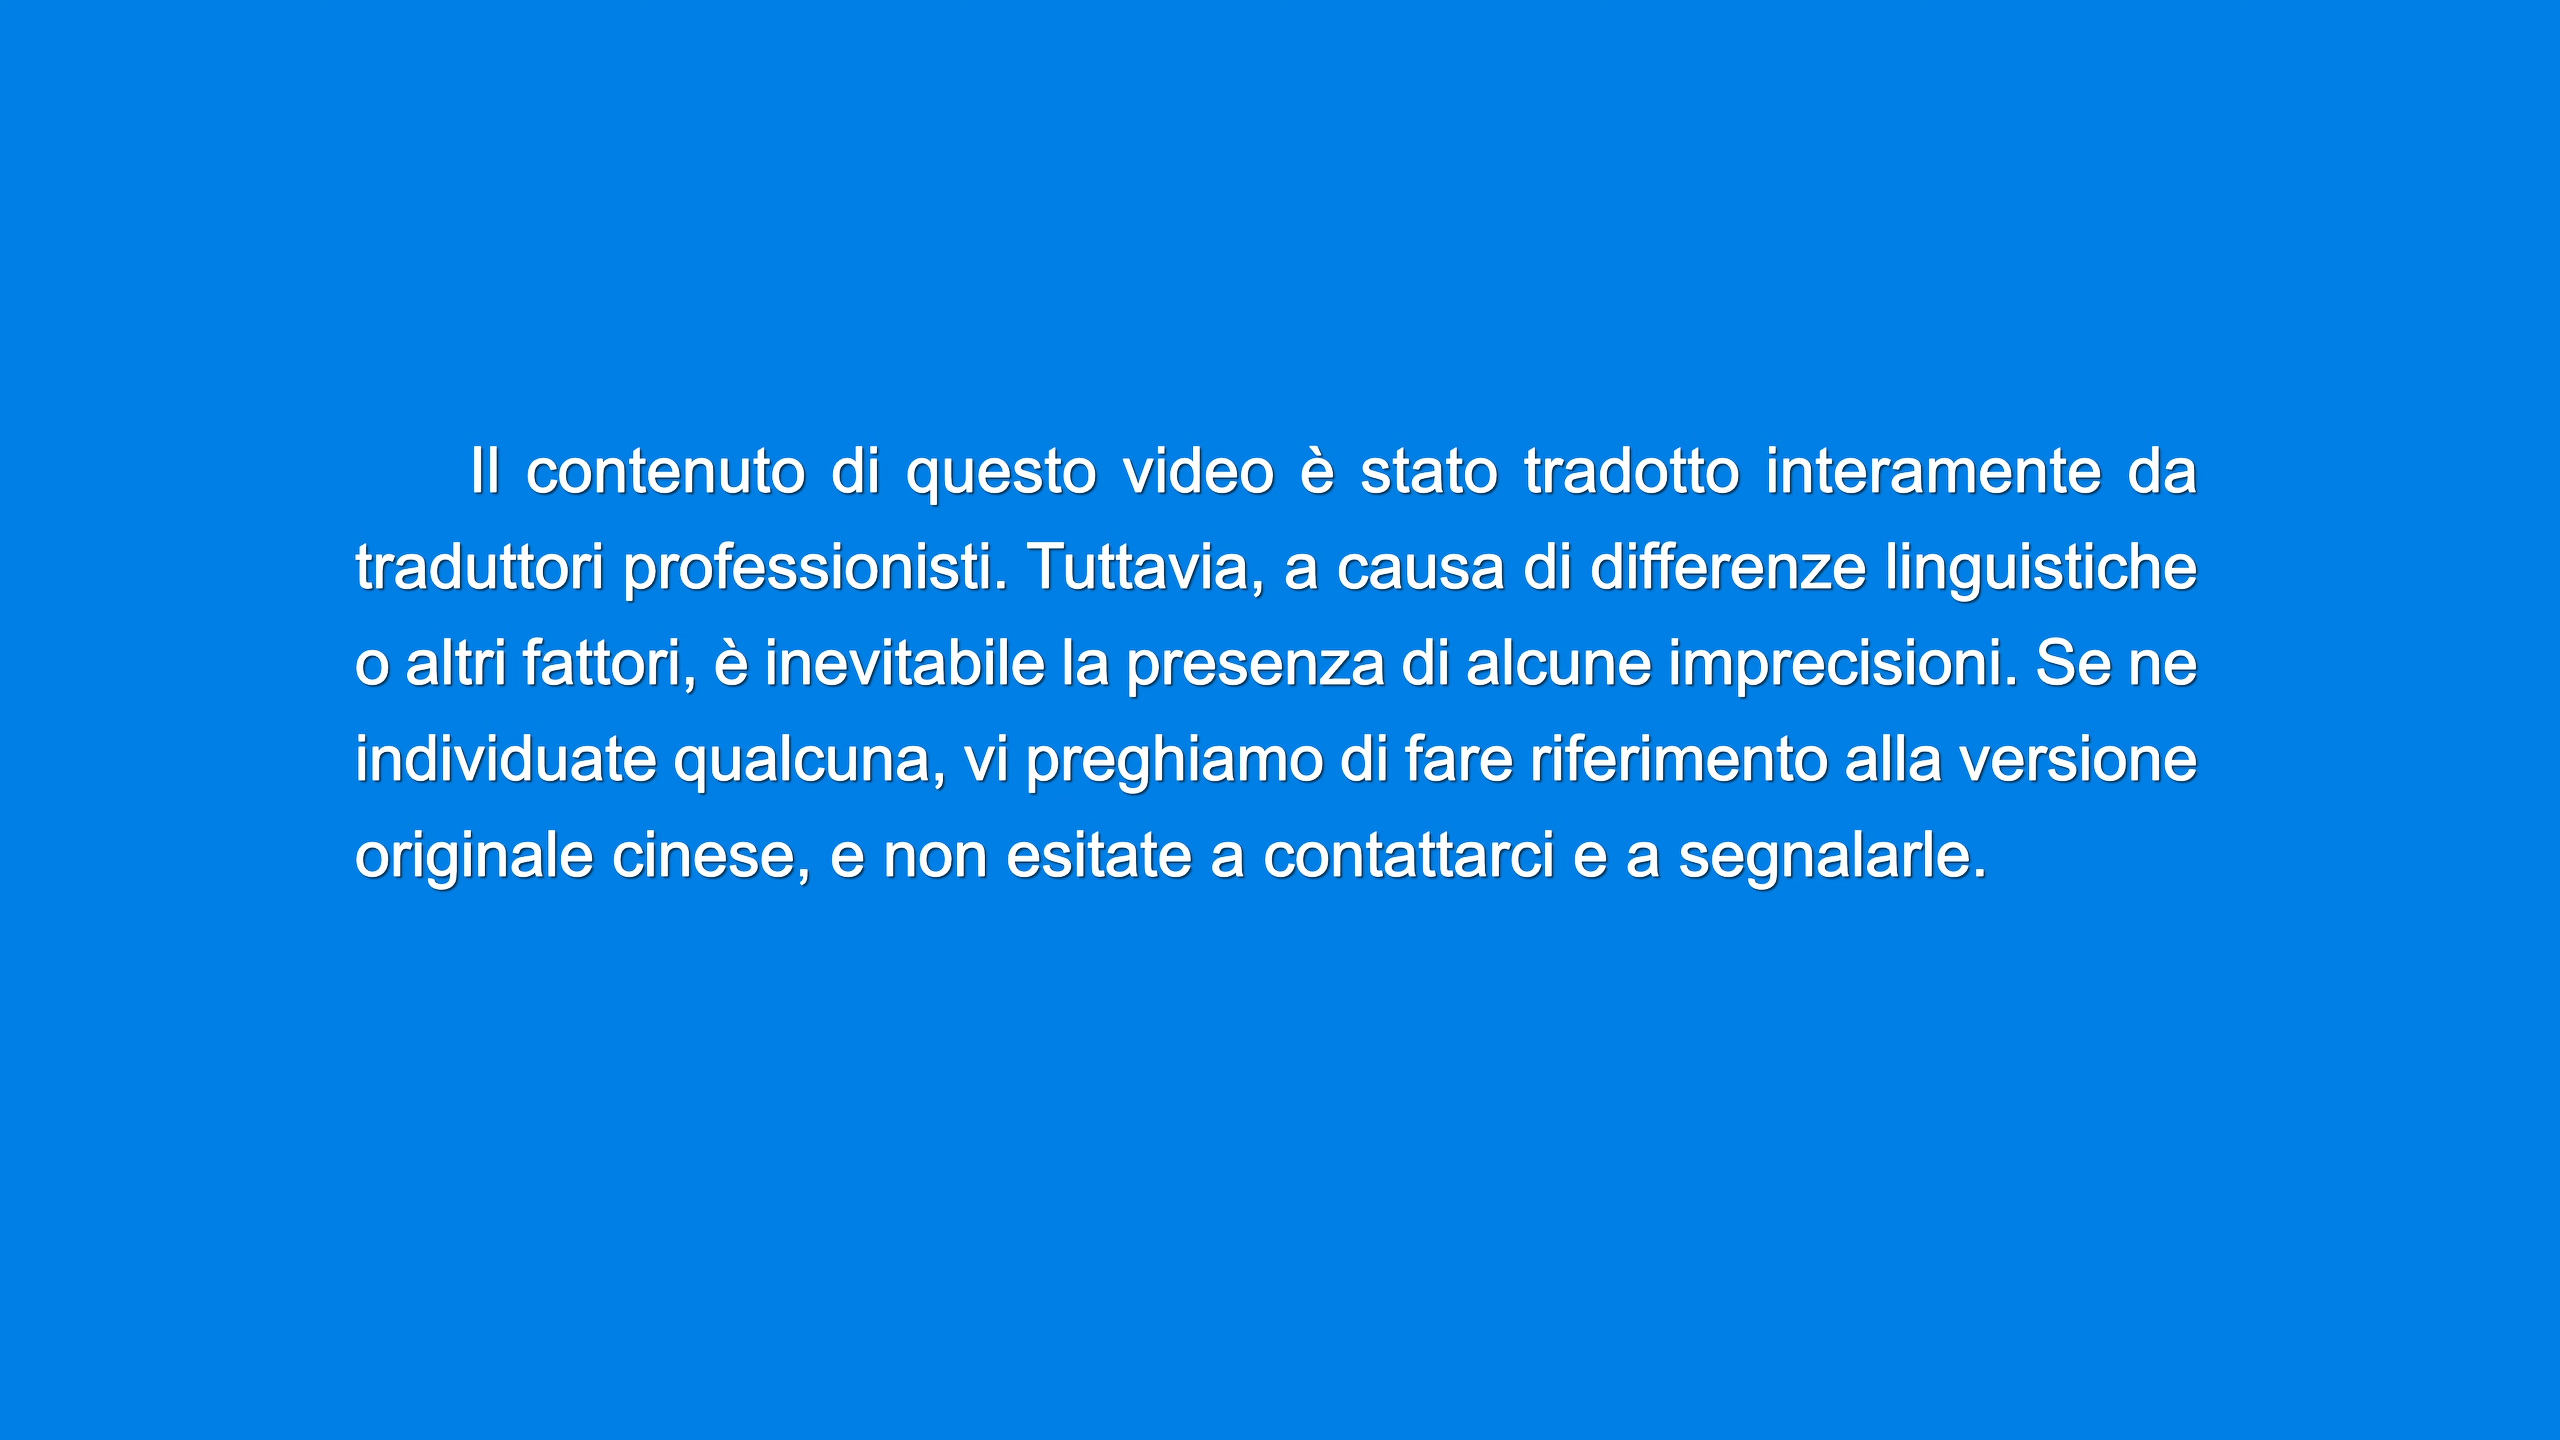 Il contenuto di questo video è stato tradotto interamente da
traduttori professionisti. Tuttavia, a causa di differenze linguistiche
o altri fattori, è inevitabile la presenza di alcune imprecisioni. Se ne
individuate qualcuna, vi preghiamo di fare riferimento alla versione
originale cinese, e non esitate a contattarci e a segnalarle.